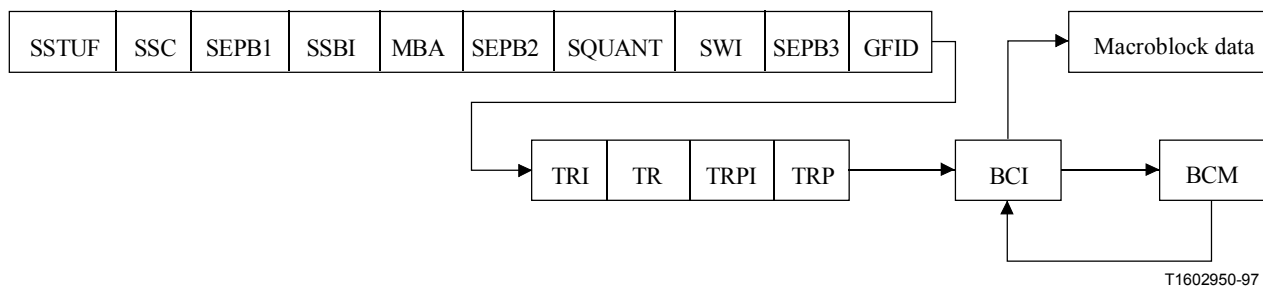 SSTUF SSC SEPB1 SSBI MBA SEPB2 SQUANT SWI SEPB3 GFID Macroblock data
TRI TR TRPI TRP BCI BCM
T1602950-97